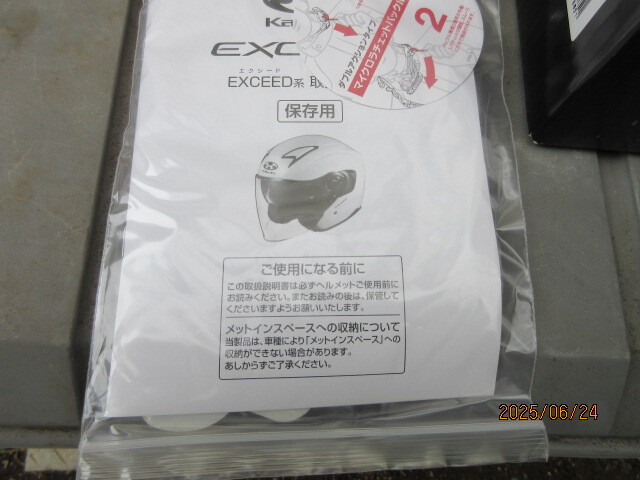 Ka
EXC
エクシード
EXCEED系 取
保存用
ダブルアクションタイプ
マイクロラチェットバックル
2
ご使用になる前に
この取扱説明書は必ずヘルメットご使用前に
お読みください。またお読みの後は、保管して
くださいますようお願いいたします。
メットインスペースへの収納について
当製品は、車種により「メットインスペース」への
収納ができない場合があります。
あしからずご了承ください。
2025/06/24